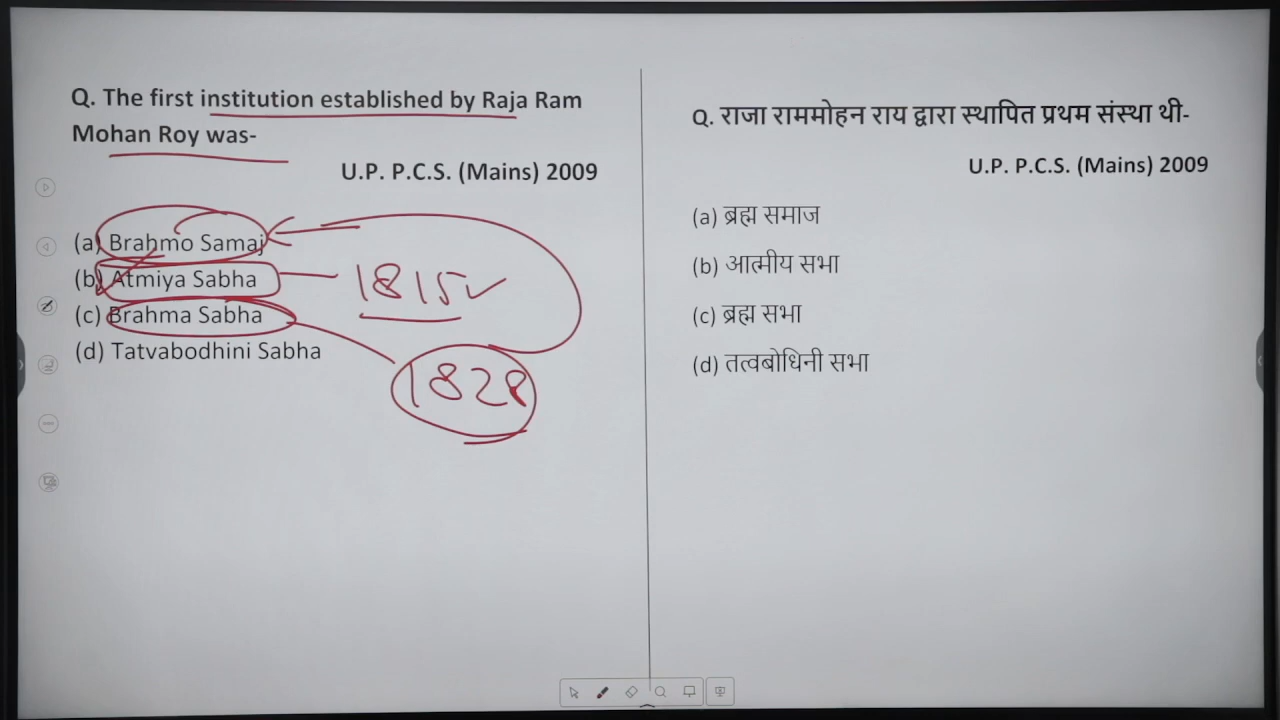 Q. The first institution established by Raja Ram
Mohan Roy was-
U.P. P.C.S. (Mains) 2009
(a) Brahmo Samaj
(b) Atmiya Sabha
1815
(c) Brahma Sabha
(d) Tatvabodhini Sabha
1828
Q. राजा राममोहन राय द्वारा स्थापित प्रथम संस्था थी-
U.P. P.C.S. (Mains) 2009
(a) ब्रह्म समाज
(b) आत्मीय सभा
(c) ब्रह्म सभा
(d) तत्वबोधिनी सभा